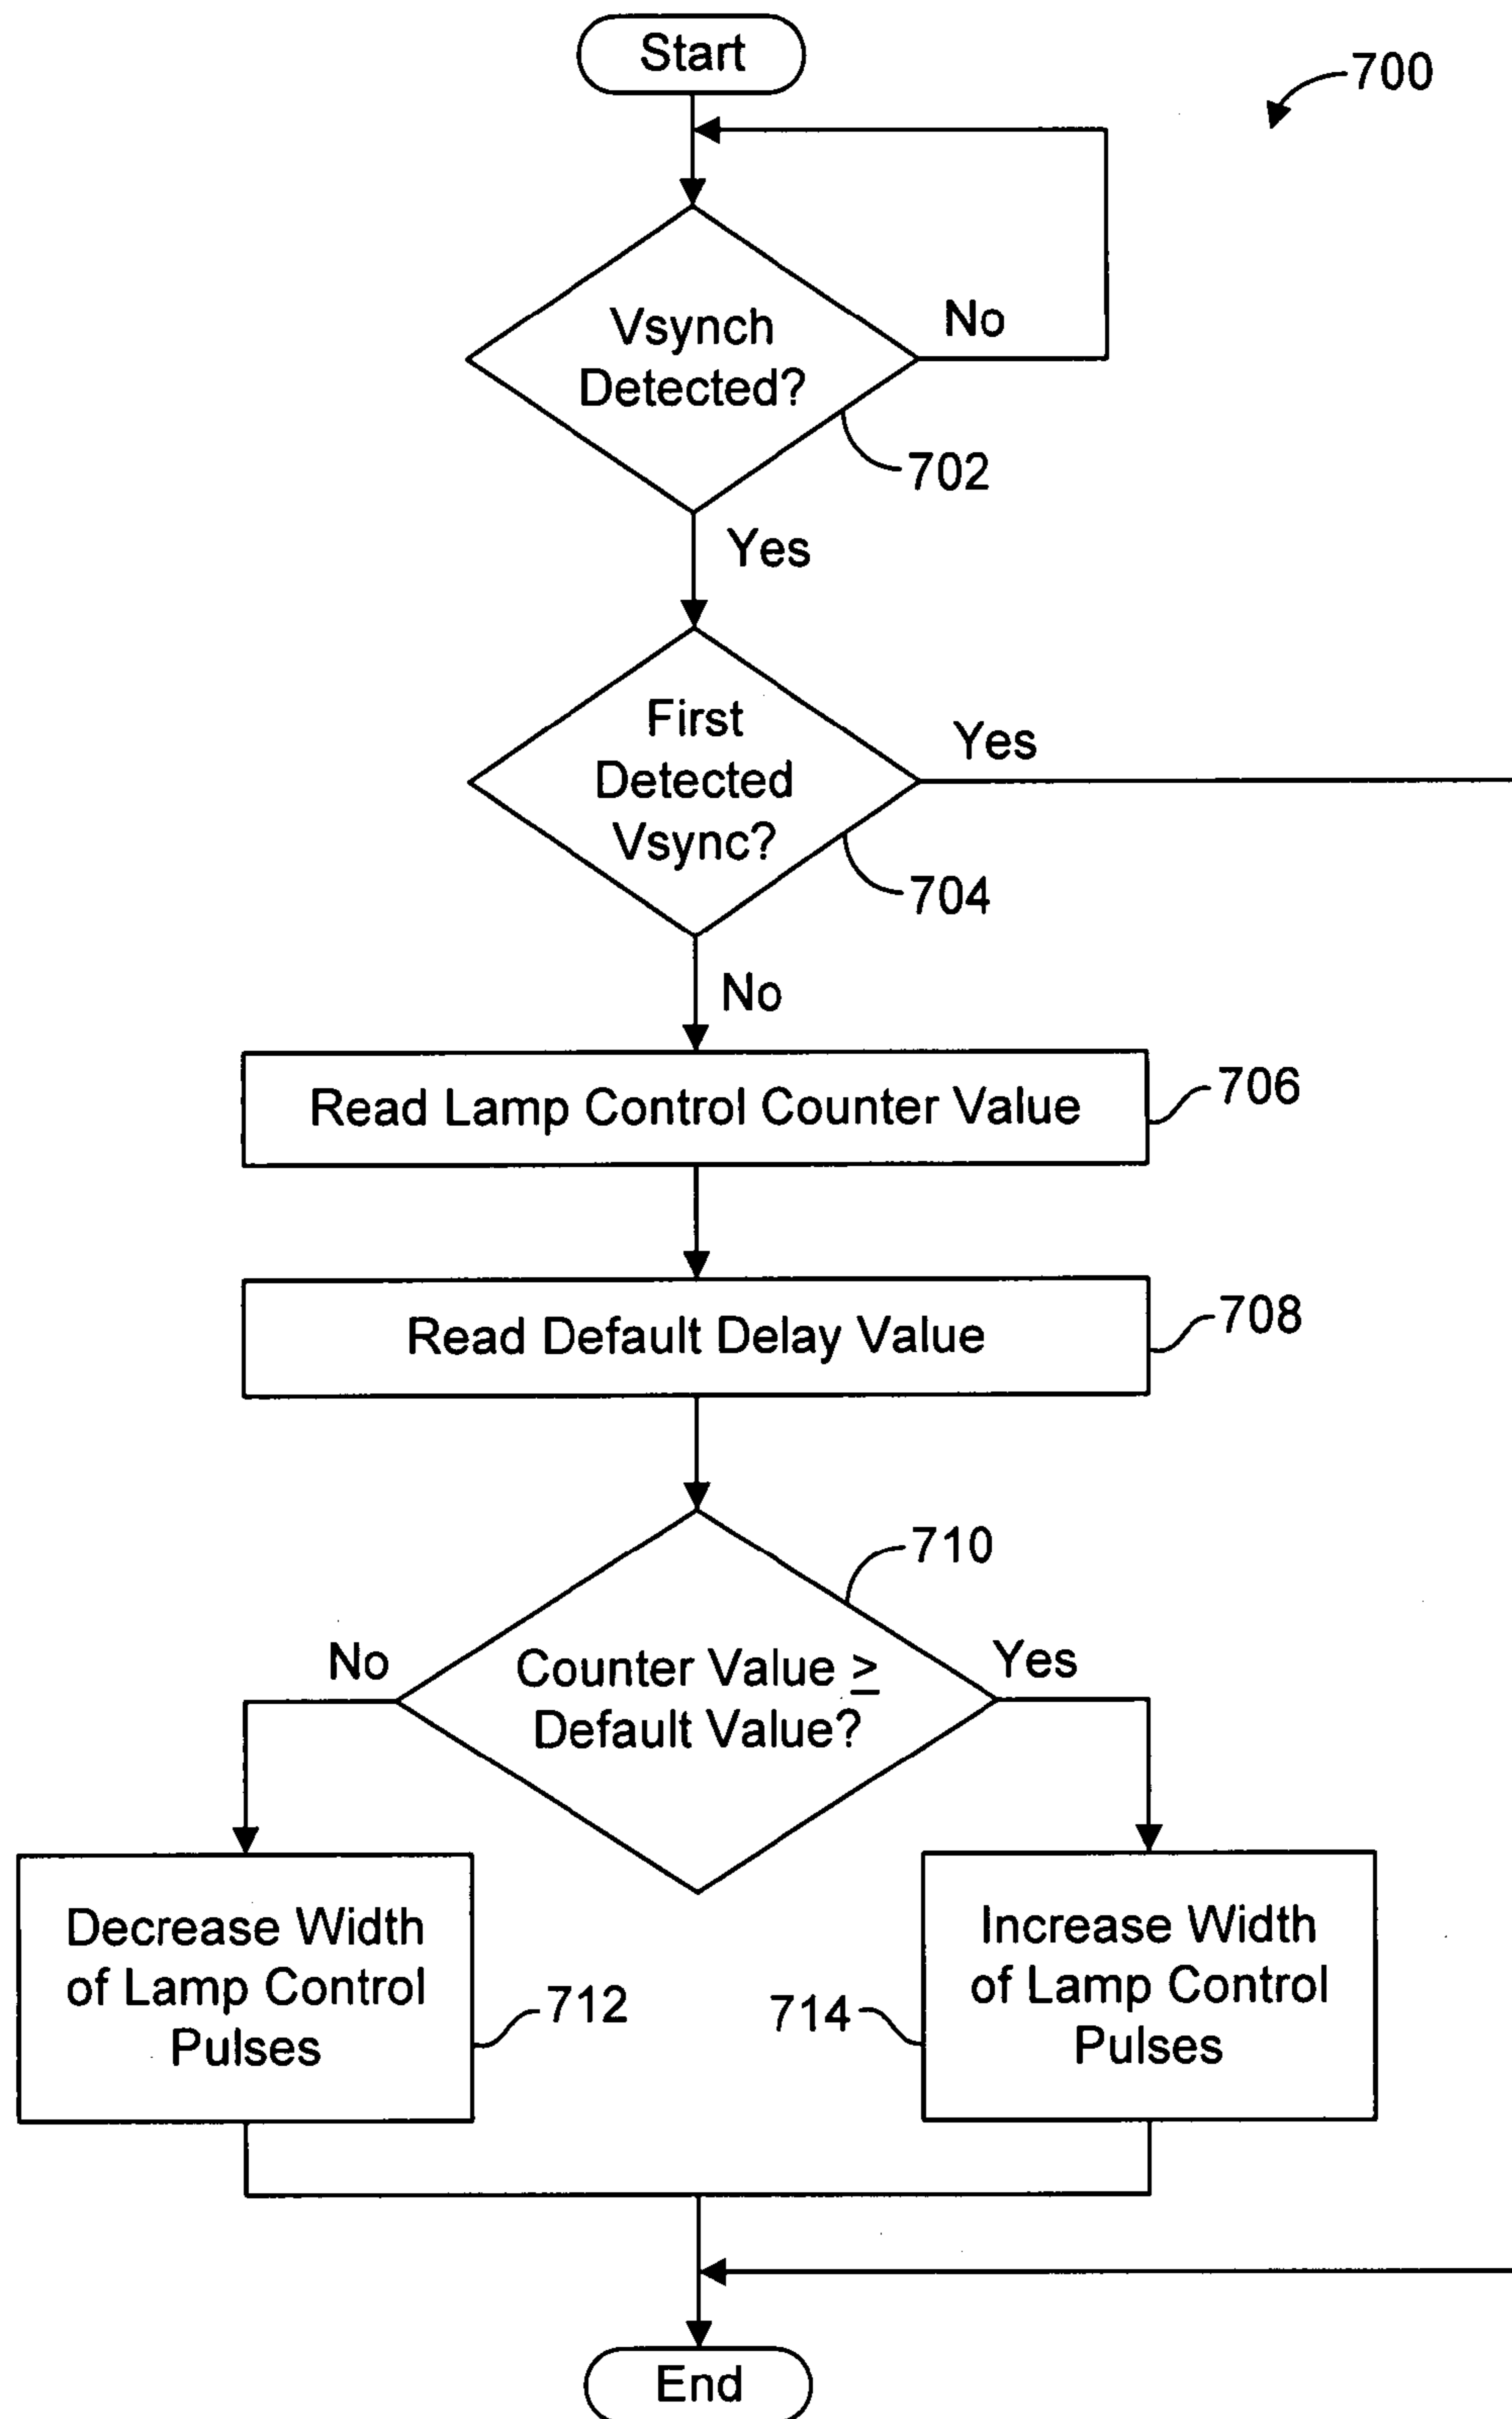 Start
700
Vsynch
Detected?
No
702
Yes
First
Detected
Vsync?
Yes
704
No
Read Lamp Control Counter Value
706
Read Default Delay Value
708
710
No
Counter Value ≥
Default Value?
Yes
Decrease Width
of Lamp Control
Pulses
712
714
Increase Width
of Lamp Control
Pulses
End